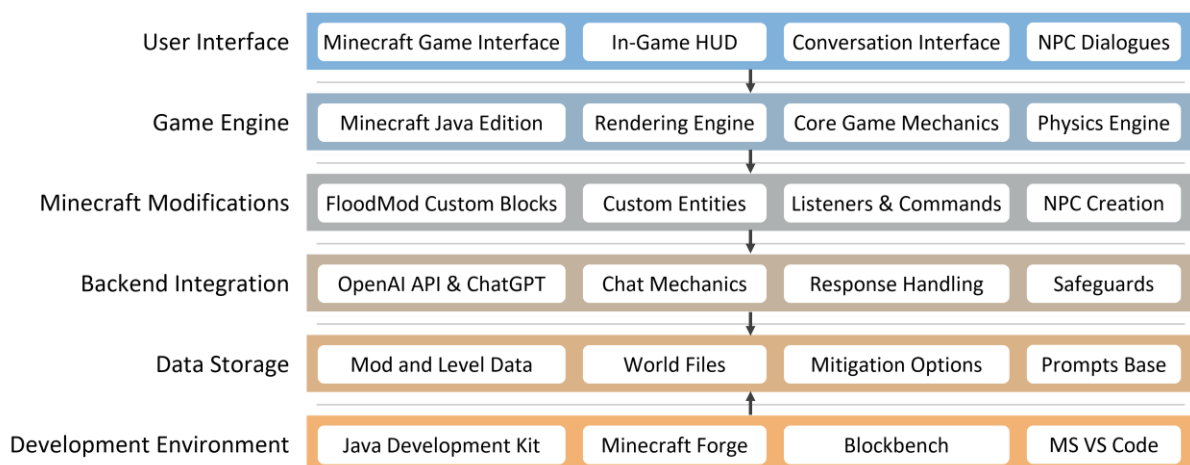 User Interface
Minecraft Game Interface
In-Game HUD
Conversation Interface
NPC Dialogues
Game Engine
Minecraft Java Edition
Rendering Engine
Core Game Mechanics
Physics Engine
Minecraft Modifications
FloodMod Custom Blocks
Custom Entities
Listeners & Commands
NPC Creation
Backend Integration
OpenAI API & ChatGPT
Chat Mechanics
Response Handling
Safeguards
Data Storage
Mod and Level Data
World Files
Mitigation Options
Prompts Base
Development Environment
Java Development Kit
Minecraft Forge
Blockbench
MS VS Code